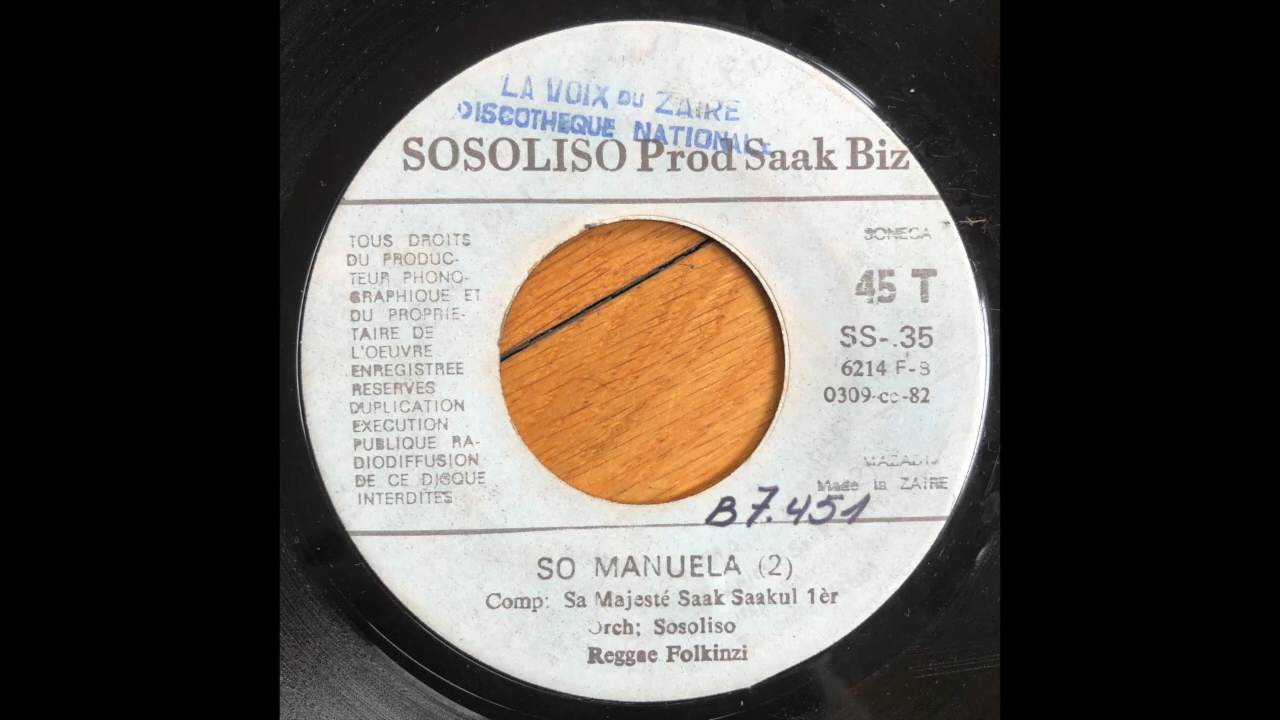 LA VOIX DU ZAIRE
DISCOTHEQUE NATIONALE
SOSOLISO Prod Saak Biz
TOUS DROITS
DU PRODUC-
TEUR PHONO-
GRAPHIQUE ET
DU PROPRIE-
TAIRE DE
L'OEUVRE
ENREGISTREE
RESERVES
DUPLICATION
EXECUTION
PUBLIQUE RA-
DIODIFFUSION
DE CE DISQUE
INTERDITES
SONECA
45 T
SS-.35
6214 F-B
0309-cc-82
MAZADIS
Made in ZAIRE
B7.451
SO MANUELA (2)
Comp: Sa Majesté Saak Saakul 1èr
Orch; Sosoliso
Reggae Folkinzi